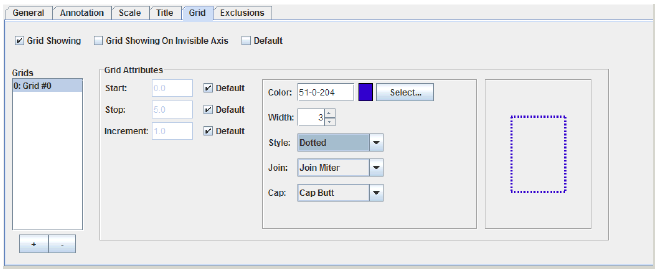 General Annotation Scale Title Grid Exclusions
Grid Showing Grid Showing On Invisible Axis Default
Grids
0: Grid #0
+ -
Grid Attributes
Start: 0.0 Default
Stop: 5.0 Default
Increment: 1.0 Default
Color: 51-0-204 Select...
Width: 3
Style: Dotted
Join: Join Miter
Cap: Cap Butt